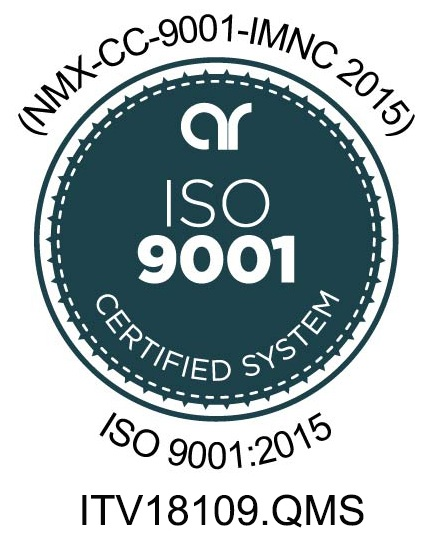 (NMX-CC-9001-IMNC 2015)
ar
ISO
9001
CERTIFIED SYSTEM
ISO 9001:2015
ITV18109.QMS